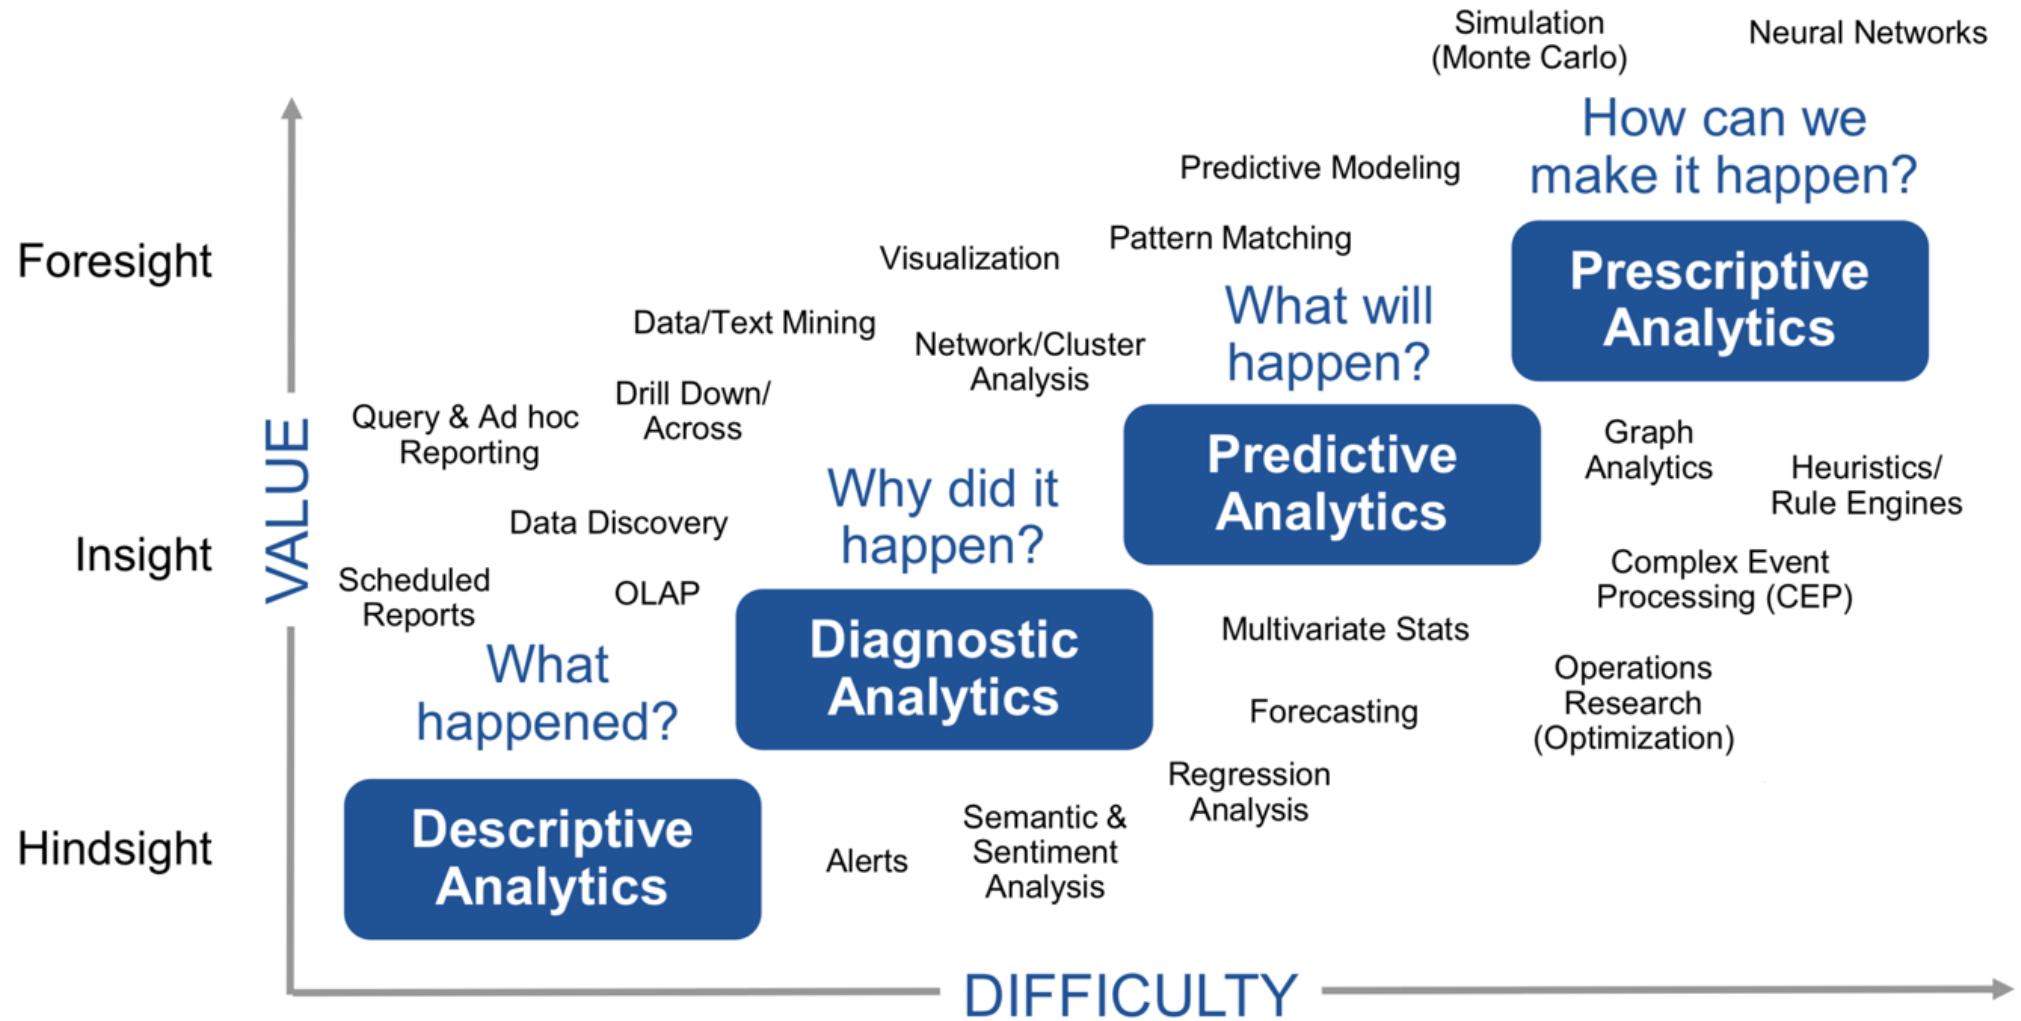 Simulation
(Monte Carlo)
Neural Networks
How can we
make it happen?
Predictive Modeling
Pattern Matching
Visualization
Foresight
Prescriptive
Analytics
What will
happen?
Data/Text Mining
Network/Cluster
Analysis
Drill Down/
Across
Query & Ad hoc
Reporting
Predictive
Analytics
Graph
Analytics
Heuristics/
Rule Engines
VALUE
Why did it
happen?
Data Discovery
Insight
Scheduled
Reports
OLAP
Complex Event
Processing (CEP)
Diagnostic
Analytics
Multivariate Stats
What
happened?
Operations
Research
(Optimization)
Forecasting
Regression
Analysis
Hindsight
Descriptive
Analytics
Alerts
Semantic &
Sentiment
Analysis
DIFFICULTY